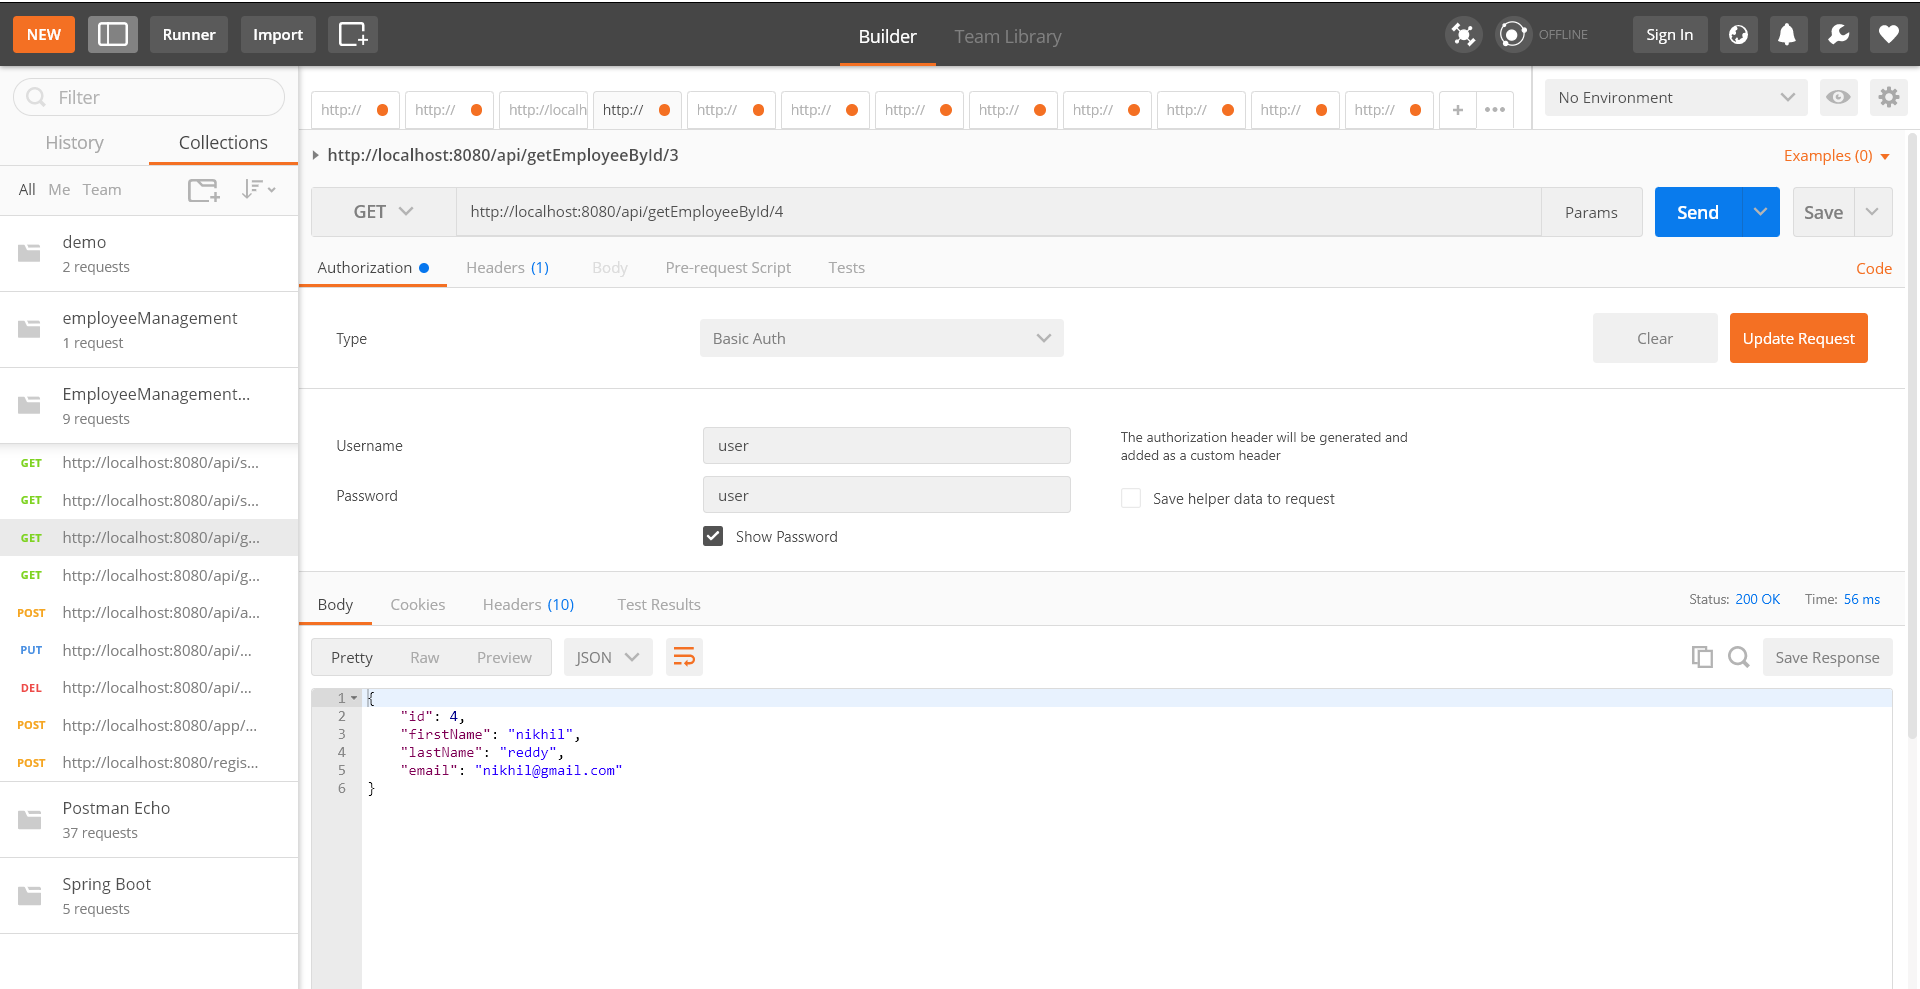 NEW Runner Import Builder Team Library OFFLINE Sign In
Filter
History Collections
All Me Team
demo
2 requests
employeeManagement
1 request
EmployeeManagement...
9 requests
GET http://localhost:8080/api/s...
GET http://localhost:8080/api/s...
GET http://localhost:8080/api/g...
GET http://localhost:8080/api/g...
POST http://localhost:8080/api/a...
PUT http://localhost:8080/api/...
DEL http://localhost:8080/api/...
POST http://localhost:8080/app/...
POST http://localhost:8080/regis...
Postman Echo
37 requests
Spring Boot
5 requests
http:// http:// http://localh http:// http:// http:// http:// http:// http:// http:// http:// http:// + •••
No Environment
http://localhost:8080/api/getEmployeeById/3
Examples (0)
GET http://localhost:8080/api/getEmployeeById/4 Params Send Save
Authorization Headers (1) Body Pre-request Script Tests Code
Type Basic Auth Clear Update Request
Username user
Password user
Show Password
The authorization header will be generated and
added as a custom header
Save helper data to request
Body Cookies Headers (10) Test Results Status: 200 OK Time: 56 ms
Pretty Raw Preview JSON Save Response
1 {
2 "id": 4,
3 "firstName": "nikhil",
4 "lastName": "reddy",
5 "email": "nikhil@gmail.com"
6 }